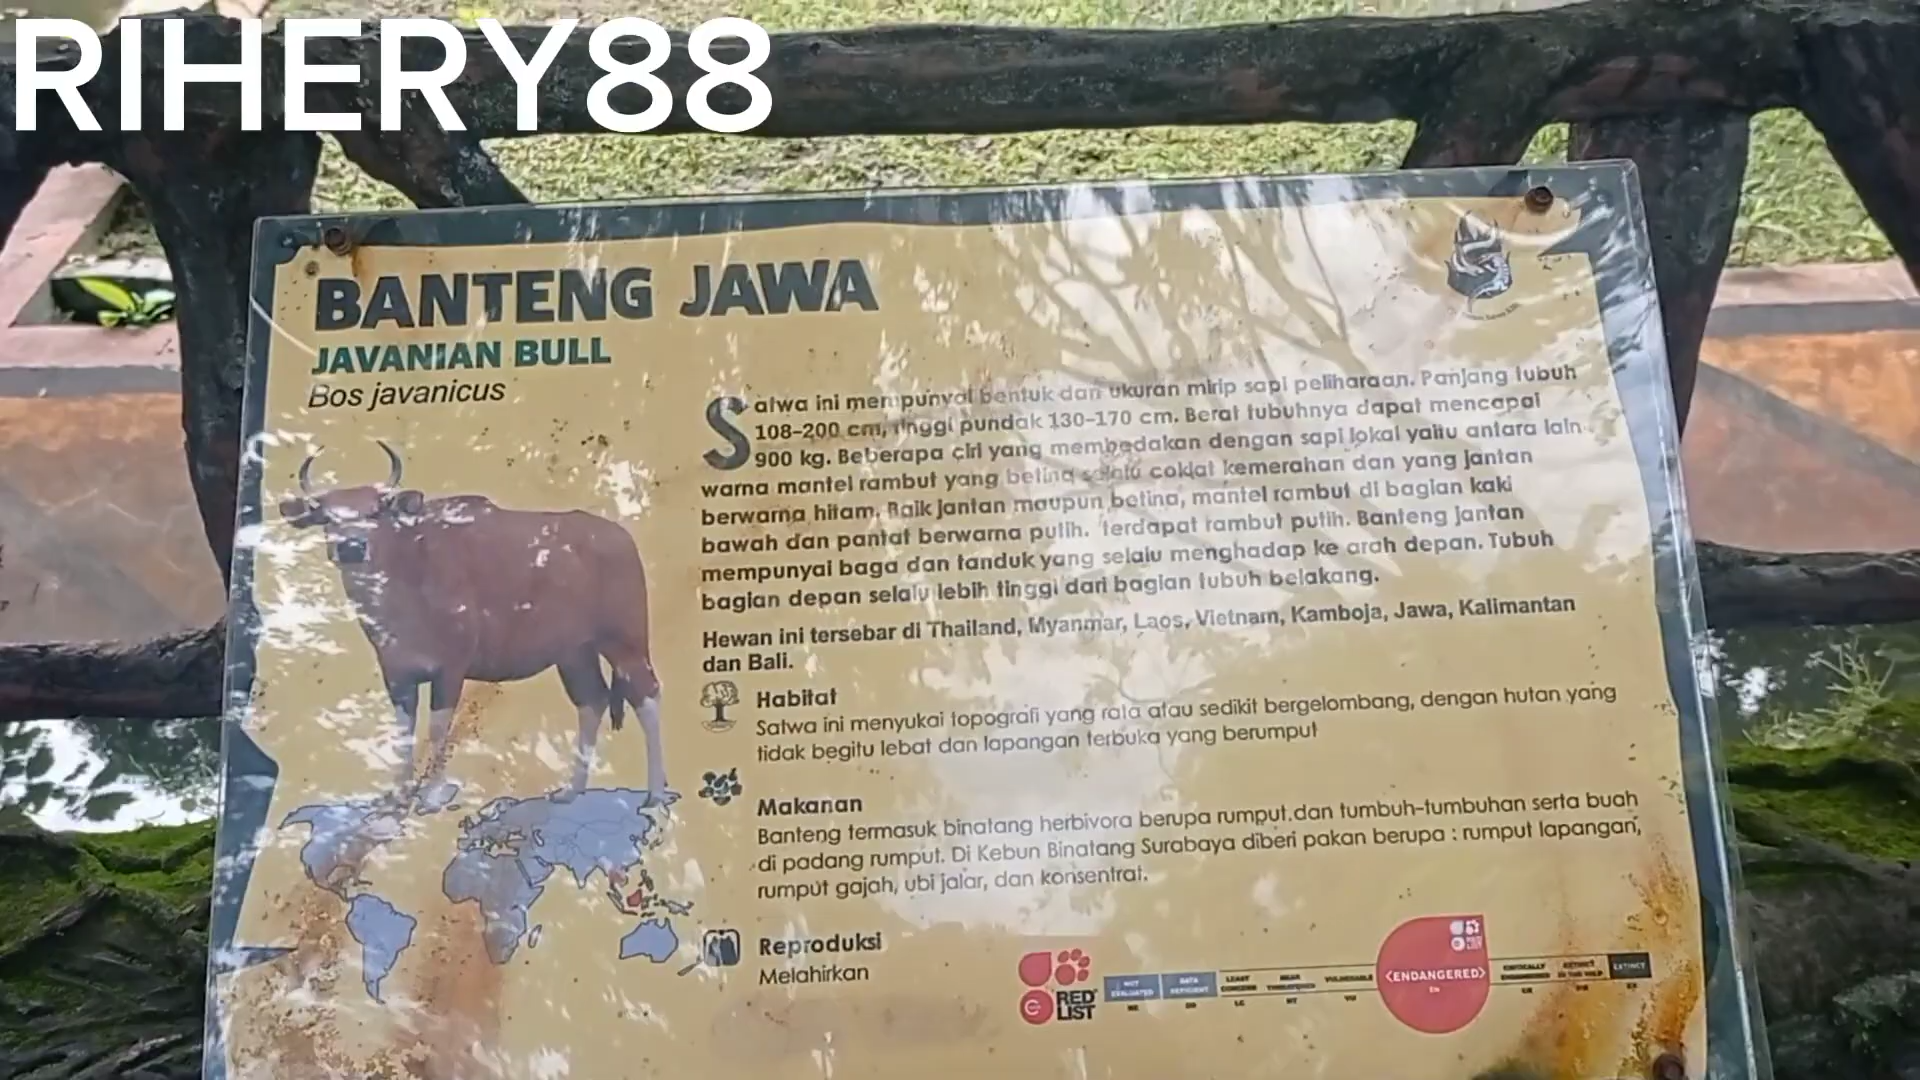 RIHERY88
BANTENG JAWA
JAVANIAN BULL
Bos javanicus
Satwa ini mempunyai bentuk dan ukuran mirip sapi peliharaan. Panjang tubuh
108-200 cm, tinggi pundak 130-170 cm. Berat tubuhnya dapat mencapai
900 kg. Beberapa ciri yang membedakan dengan sapi lokal yaitu antara lain
warna mantel rambut yang betina selalu coklat kemerahan dan yang jantan
berwarna hitam. Baik jantan maupun betina, mantel rambut di bagian kaki
bawah dan pantat berwarna putih. Terdapat rambut putih. Banteng jantan
mempunyai baga dan tanduk yang selalu menghadap ke arah depan. Tubuh
bagian depan selalu lebih tinggi dari bagian tubuh belakang.
Hewan ini tersebar di Thailand, Myanmar, Laos, Vietnam, Kamboja, Jawa, Kalimantan
dan Bali.
Habitat
Satwa ini menyukai topografi yang rata atau sedikit bergelombang, dengan hutan yang
tidak begitu lebat dan lapangan terbuka yang berumput
Makanan
Banteng termasuk binatang herbivora berupa rumput dan tumbuh-tumbuhan serta buah
di padang rumput. Di Kebun Binatang Surabaya diberi pakan berupa : rumput lapangan,
rumput gajah, ubi jalar, dan konsentrat.
Reproduksi
Melahirkan
RED
LIST
NOT EVALUATED
NE
DATA DEFICIENT
DD
LEAST CONCERN
LC
NEAR THREATENED
NT
VULNERABLE
VU
<ENDANGERED>
EN
CRITICALLY ENDANGERED
CR
EXTINCT IN THE WILD
EW
EXTINCT
EX